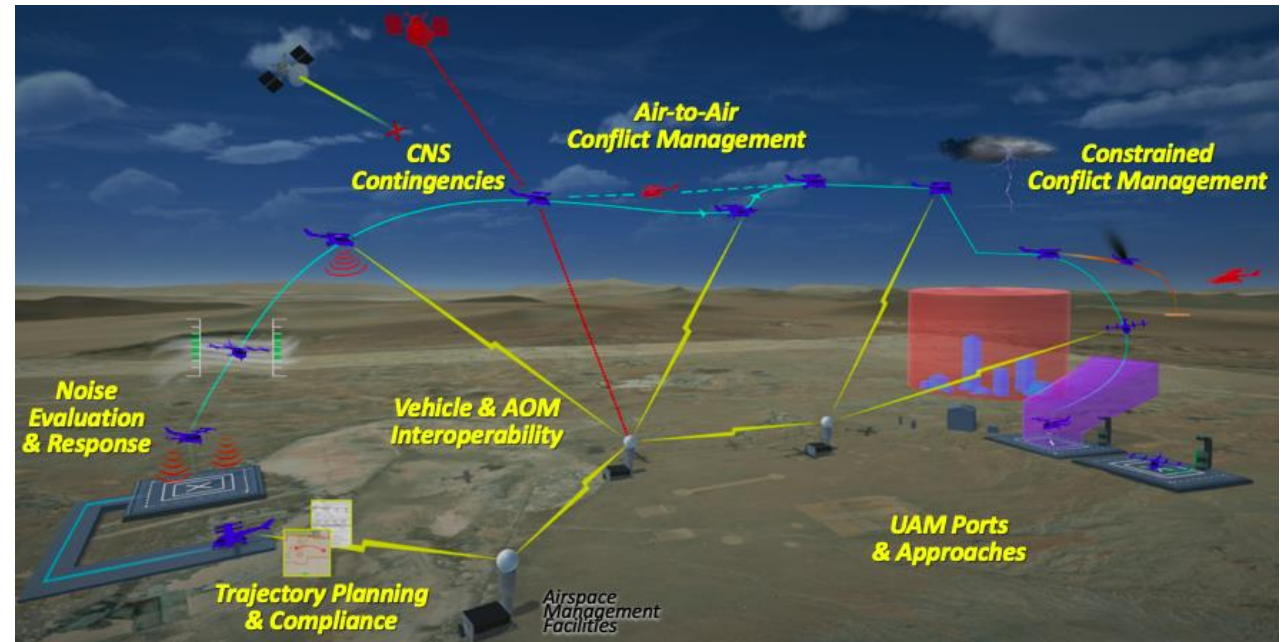 Air-to-Air
Conflict Management
CNS
Contingencies
Constrained
Conflict Management
Noise
Evaluation
& Response
Vehicle & AOM
Interoperability
UAM Ports
& Approaches
Trajectory Planning
& Compliance
Airspace
Management
Facilities